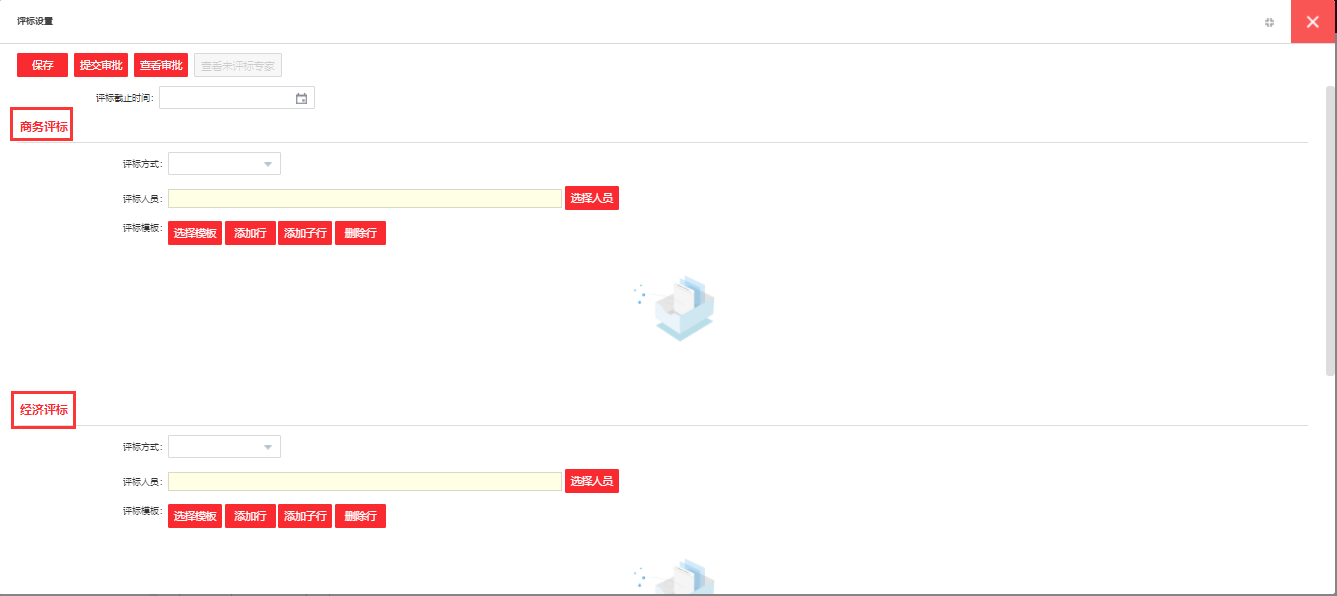 评标设置
保存 提交审批 查看审批 查看未评标专家
评标截止时间：
商务评标
评标方式：
评标人员： 选择人员
评标模板： 选择模板 添加行 添加子行 删除行
经济评标
评标方式：
评标人员： 选择人员
评标模板： 选择模板 添加行 添加子行 删除行